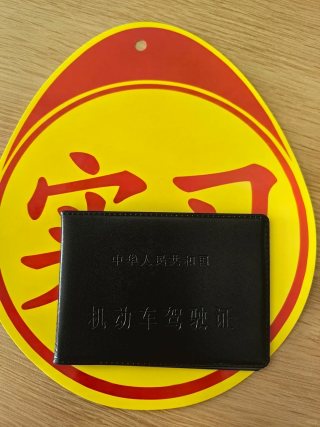 实习
中华人民共和国
机动车驾驶证